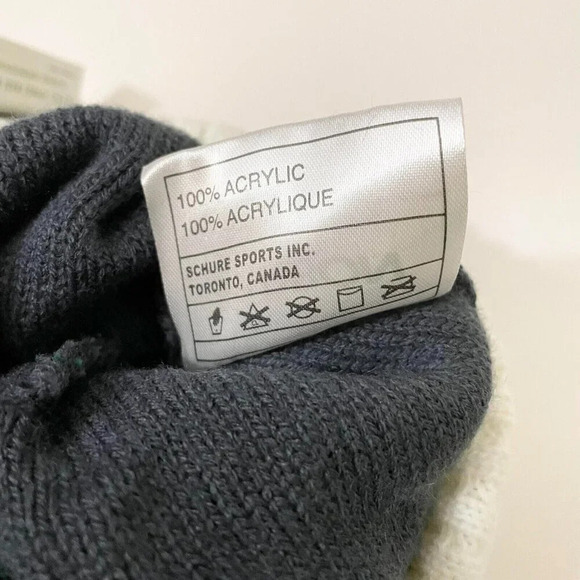 100% ACRYLIC
100% ACRYLIQUE
SCHURE SPORTS INC.
TORONTO, CANADA